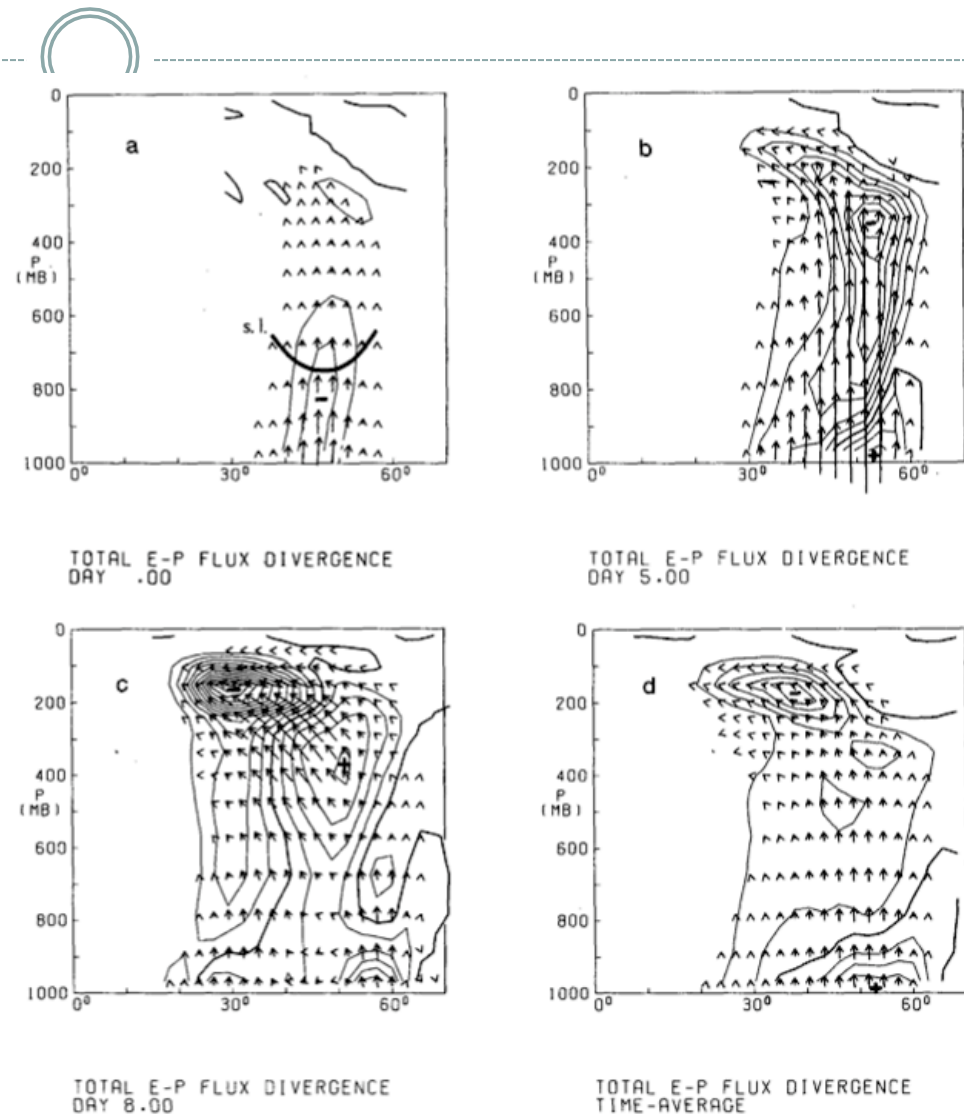 a
0
200
400
P
(MB)
600
800
1000
s.l.
0° 30° 60°
TOTAL E-P FLUX DIVERGENCE
DAY .00
b
0
200
400
P
(MB)
600
800
1000
0° 30° 60°
TOTAL E-P FLUX DIVERGENCE
DAY 5.00
c
0
200
400
P
(MB)
600
800
1000
0° 30° 60°
TOTAL E-P FLUX DIVERGENCE
DAY 8.00
d
0
200
400
P
(MB)
600
800
1000
0° 30° 60°
TOTAL E-P FLUX DIVERGENCE
TIME-AVERAGE